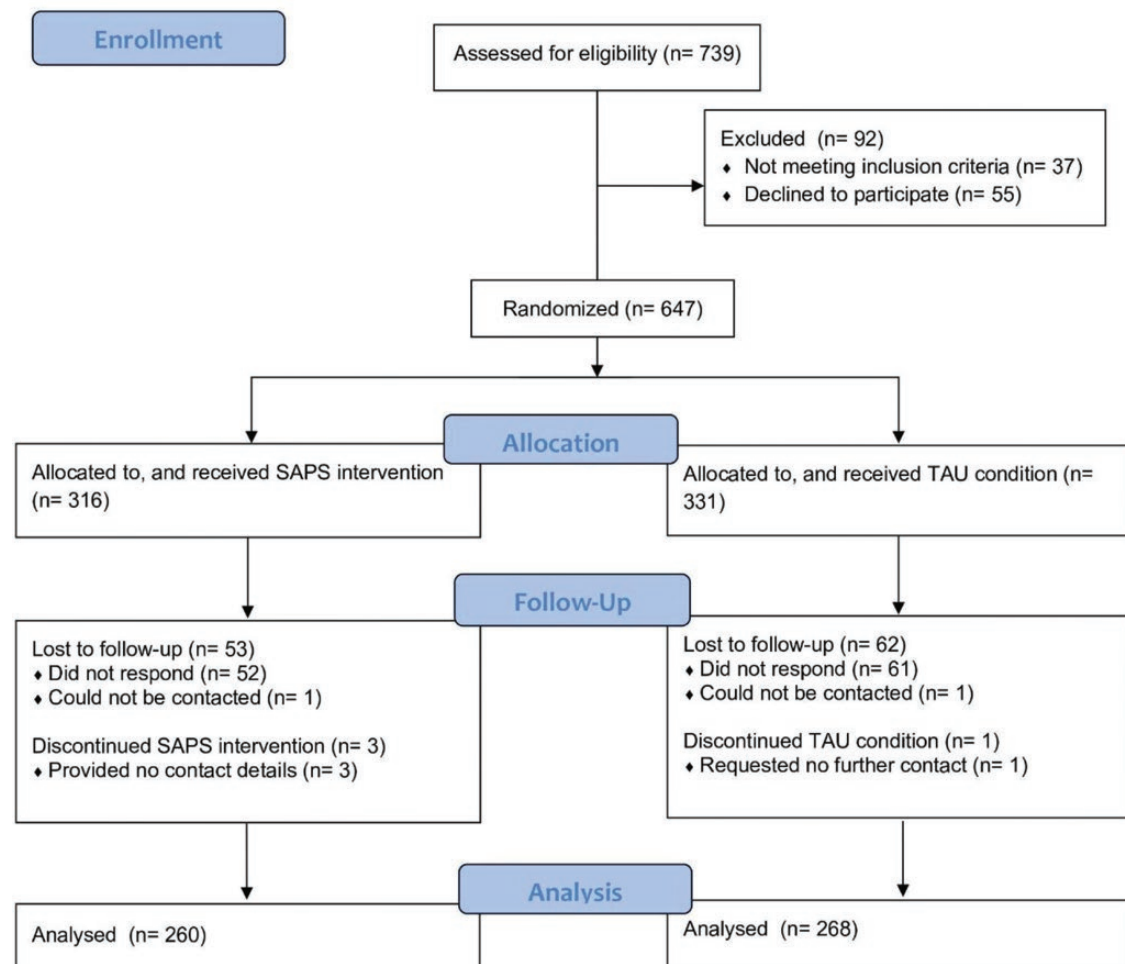 Enrollment
Assessed for eligibility (n= 739)
Excluded (n= 92)
♦ Not meeting inclusion criteria (n= 37)
♦ Declined to participate (n= 55)
Randomized (n= 647)
Allocation
Allocated to, and received SAPS intervention
(n= 316)
Allocated to, and received TAU condition (n=
331)
Follow-Up
Lost to follow-up (n= 53)
♦ Did not respond (n= 52)
♦ Could not be contacted (n= 1)
Discontinued SAPS intervention (n= 3)
♦ Provided no contact details (n= 3)
Lost to follow-up (n= 62)
♦ Did not respond (n= 61)
♦ Could not be contacted (n= 1)
Discontinued TAU condition (n= 1)
♦ Requested no further contact (n= 1)
Analysis
Analysed (n= 260)
Analysed (n= 268)